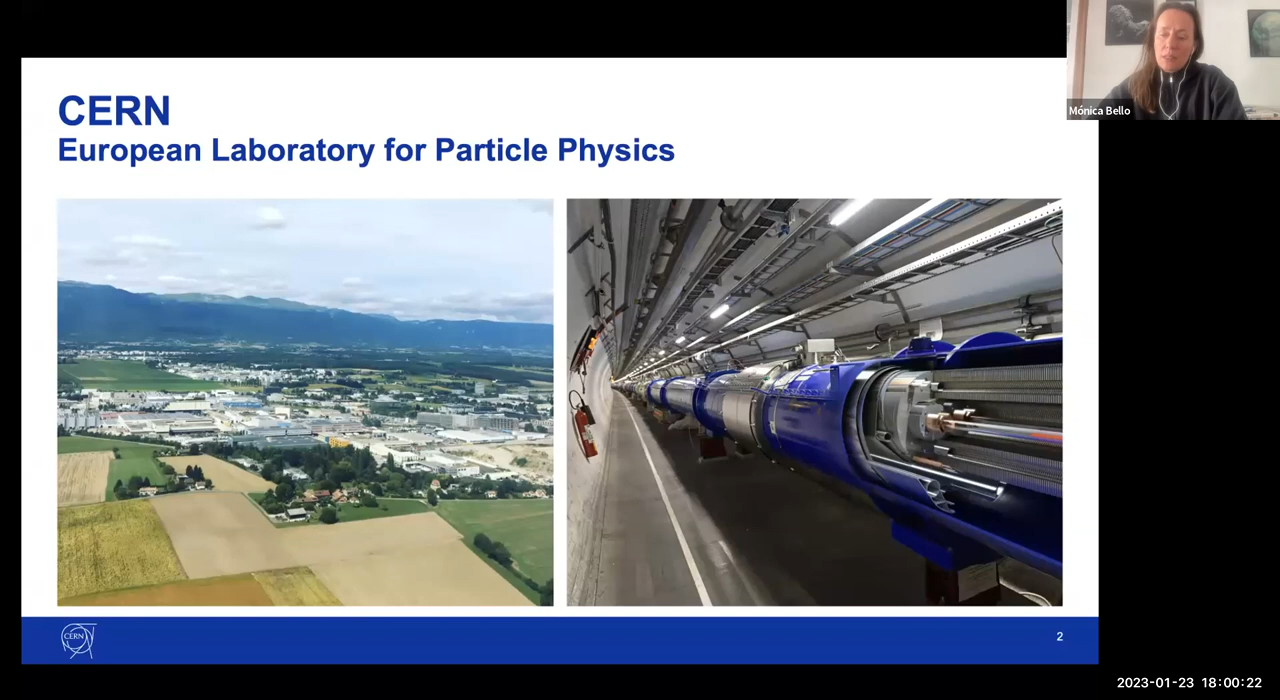 CERN
European Laboratory for Particle Physics
Mónica Bello
CERN
2
2023-01-23 18:00:22